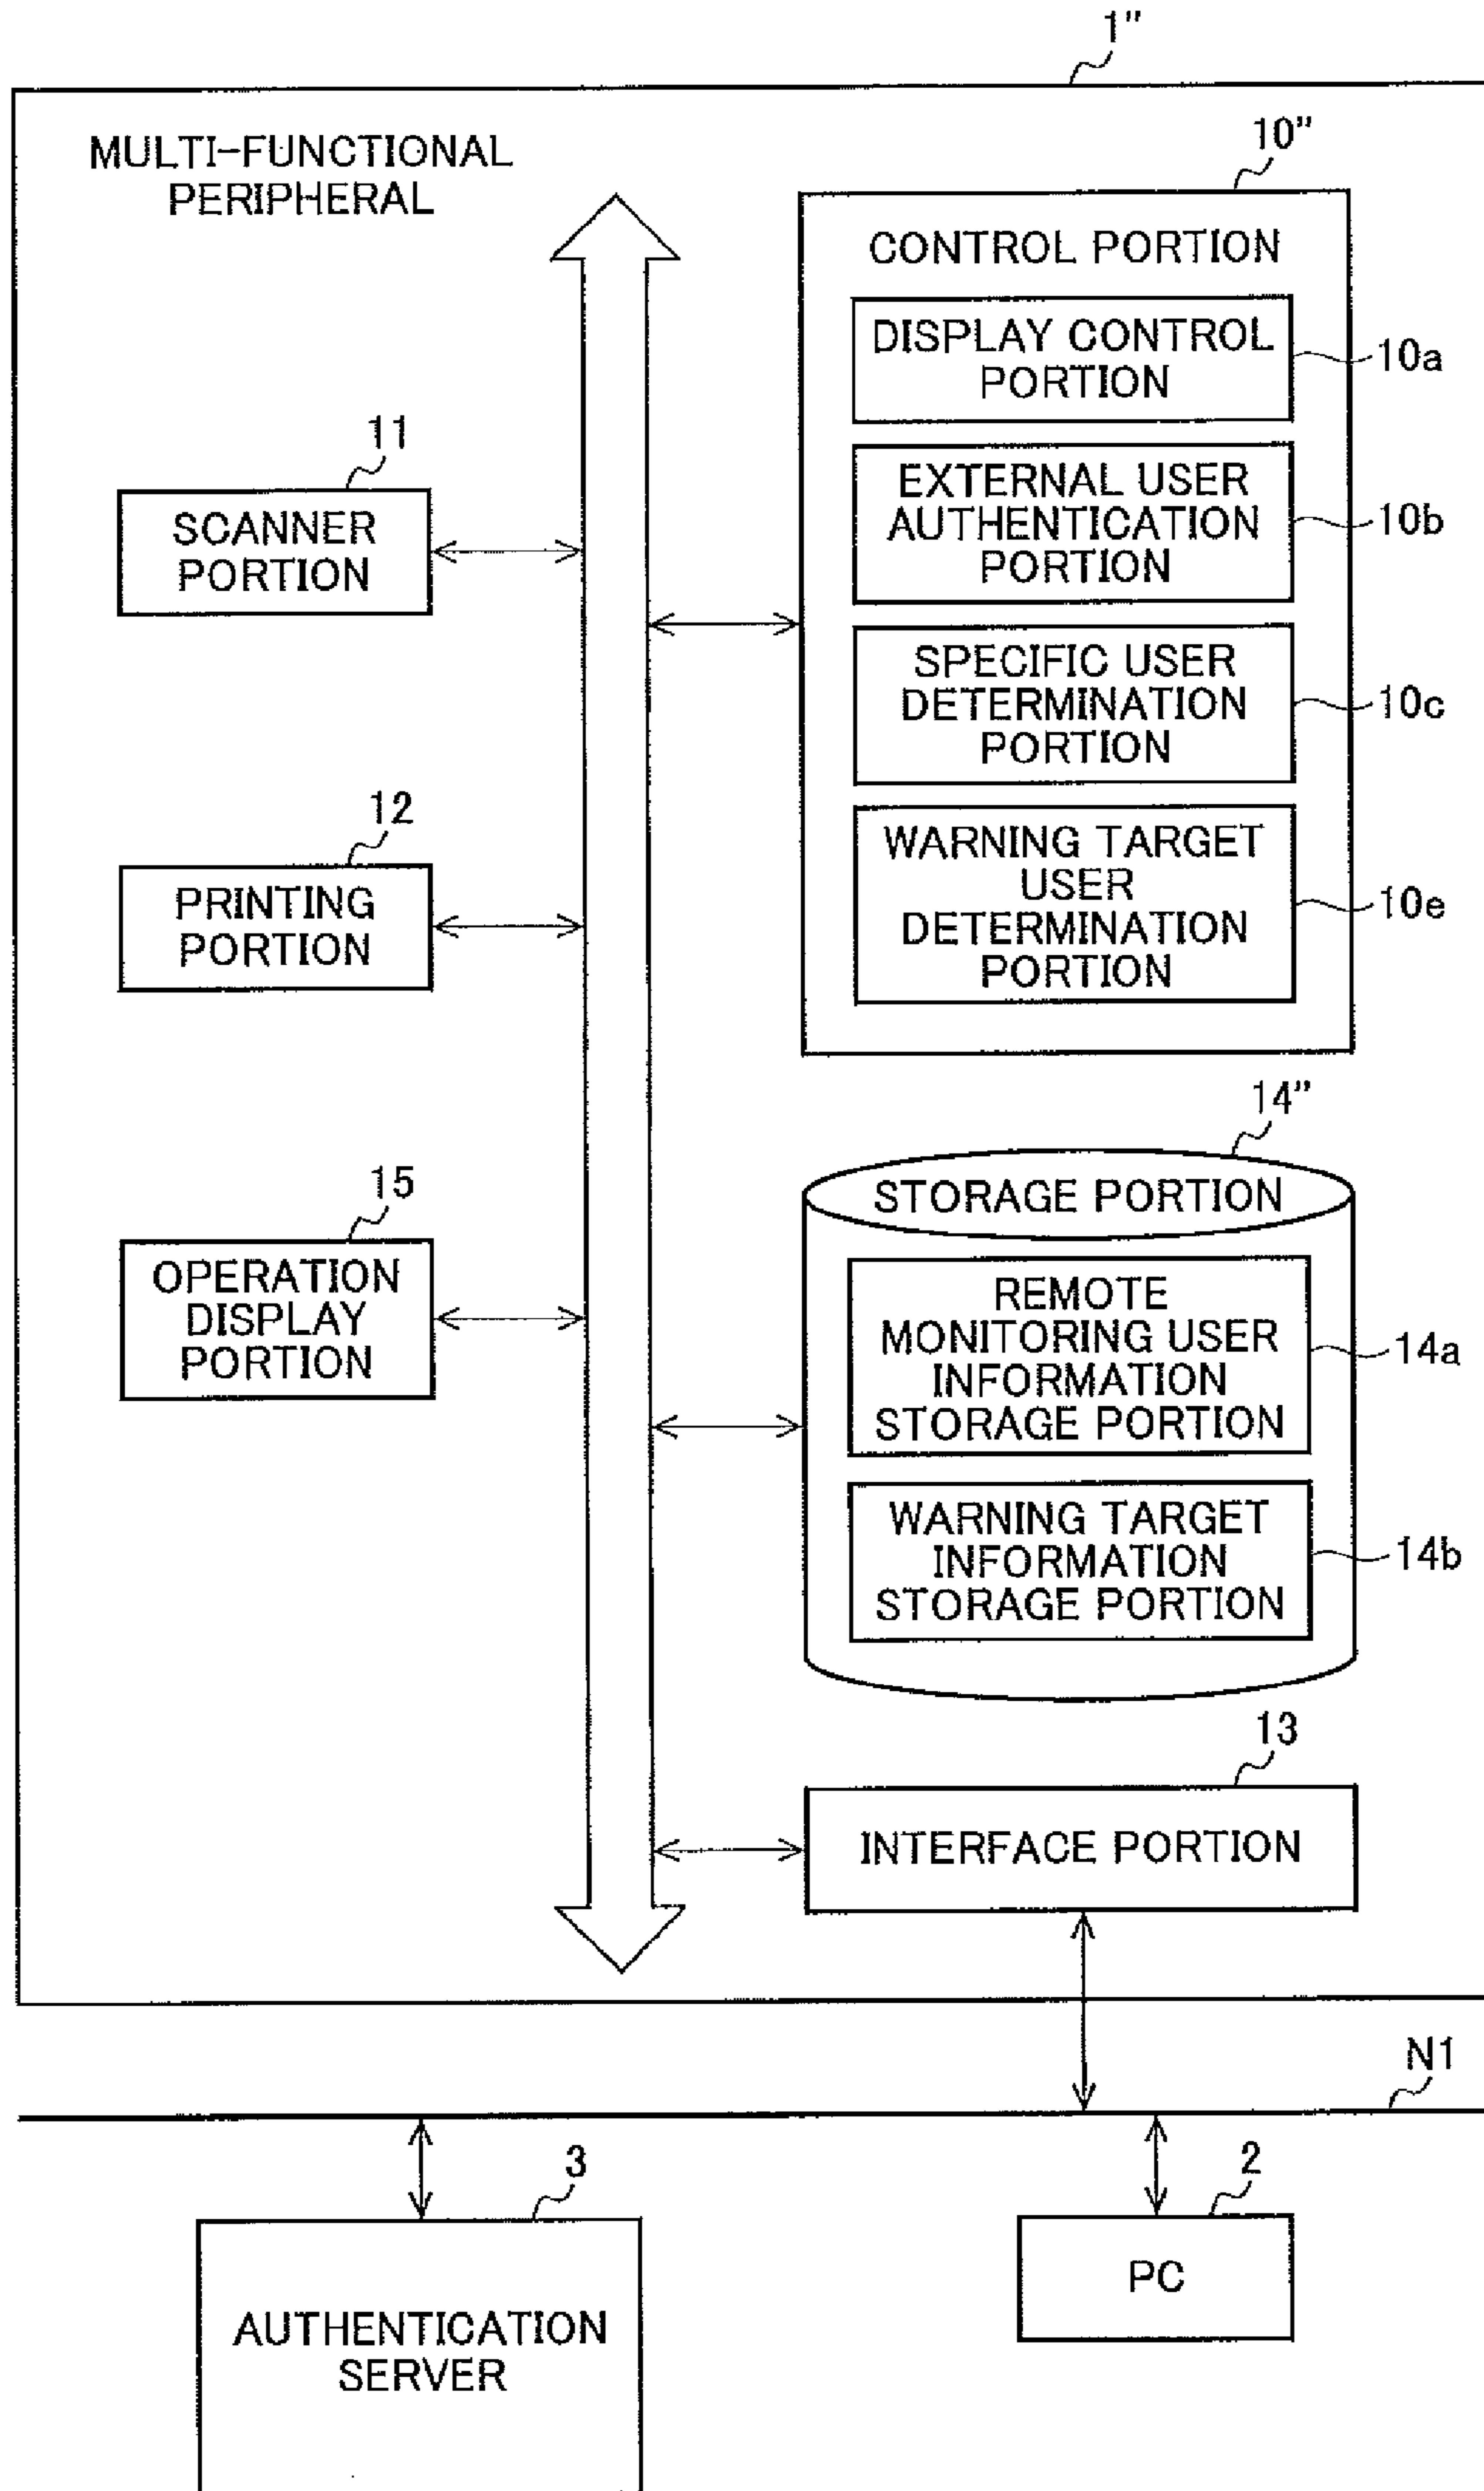 1"
MULTI-FUNCTIONAL
PERIPHERAL
10"
CONTROL PORTION
DISPLAY CONTROL
PORTION
10a
EXTERNAL USER
AUTHENTICATION
PORTION
10b
SPECIFIC USER
DETERMINATION
PORTION
10c
WARNING TARGET
USER
DETERMINATION
PORTION
10e
11
SCANNER
PORTION
12
PRINTING
PORTION
15
OPERATION
DISPLAY
PORTION
14"
STORAGE PORTION
REMOTE
MONITORING USER
INFORMATION
STORAGE PORTION
14a
WARNING TARGET
INFORMATION
STORAGE PORTION
14b
13
INTERFACE PORTION
N1
3
AUTHENTICATION
SERVER
2
PC